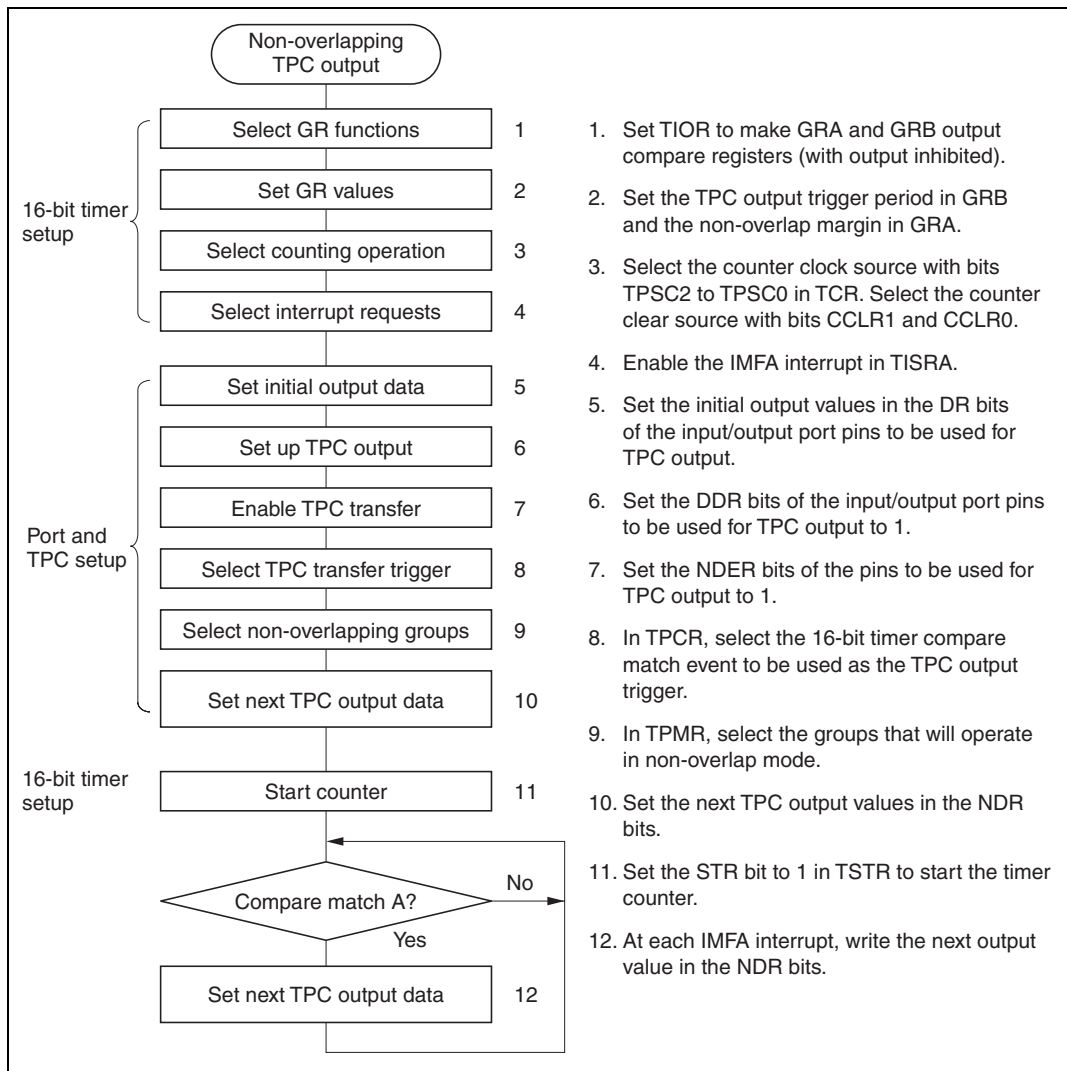 Non-overlapping
TPC output
16-bit timer
setup
Select GR functions 1
Set GR values 2
Select counting operation 3
Select interrupt requests 4
Port and
TPC setup
Set initial output data 5
Set up TPC output 6
Enable TPC transfer 7
Select TPC transfer trigger 8
Select non-overlapping groups 9
Set next TPC output data 10
16-bit timer
setup
Start counter 11
Compare match A?
No
Yes
Set next TPC output data 12
1. Set TIOR to make GRA and GRB output
compare registers (with output inhibited).
2. Set the TPC output trigger period in GRB
and the non-overlap margin in GRA.
3. Select the counter clock source with bits
TPSC2 to TPSC0 in TCR. Select the counter
clear source with bits CCLR1 and CCLR0.
4. Enable the IMFA interrupt in TISRA.
5. Set the initial output values in the DR bits
of the input/output port pins to be used for
TPC output.
6. Set the DDR bits of the input/output port pins
to be used for TPC output to 1.
7. Set the NDER bits of the pins to be used for
TPC output to 1.
8. In TPCR, select the 16-bit timer compare
match event to be used as the TPC output
trigger.
9. In TPMR, select the groups that will operate
in non-overlap mode.
10. Set the next TPC output values in the NDR
bits.
11. Set the STR bit to 1 in TSTR to start the timer
counter.
12. At each IMFA interrupt, write the next output
value in the NDR bits.